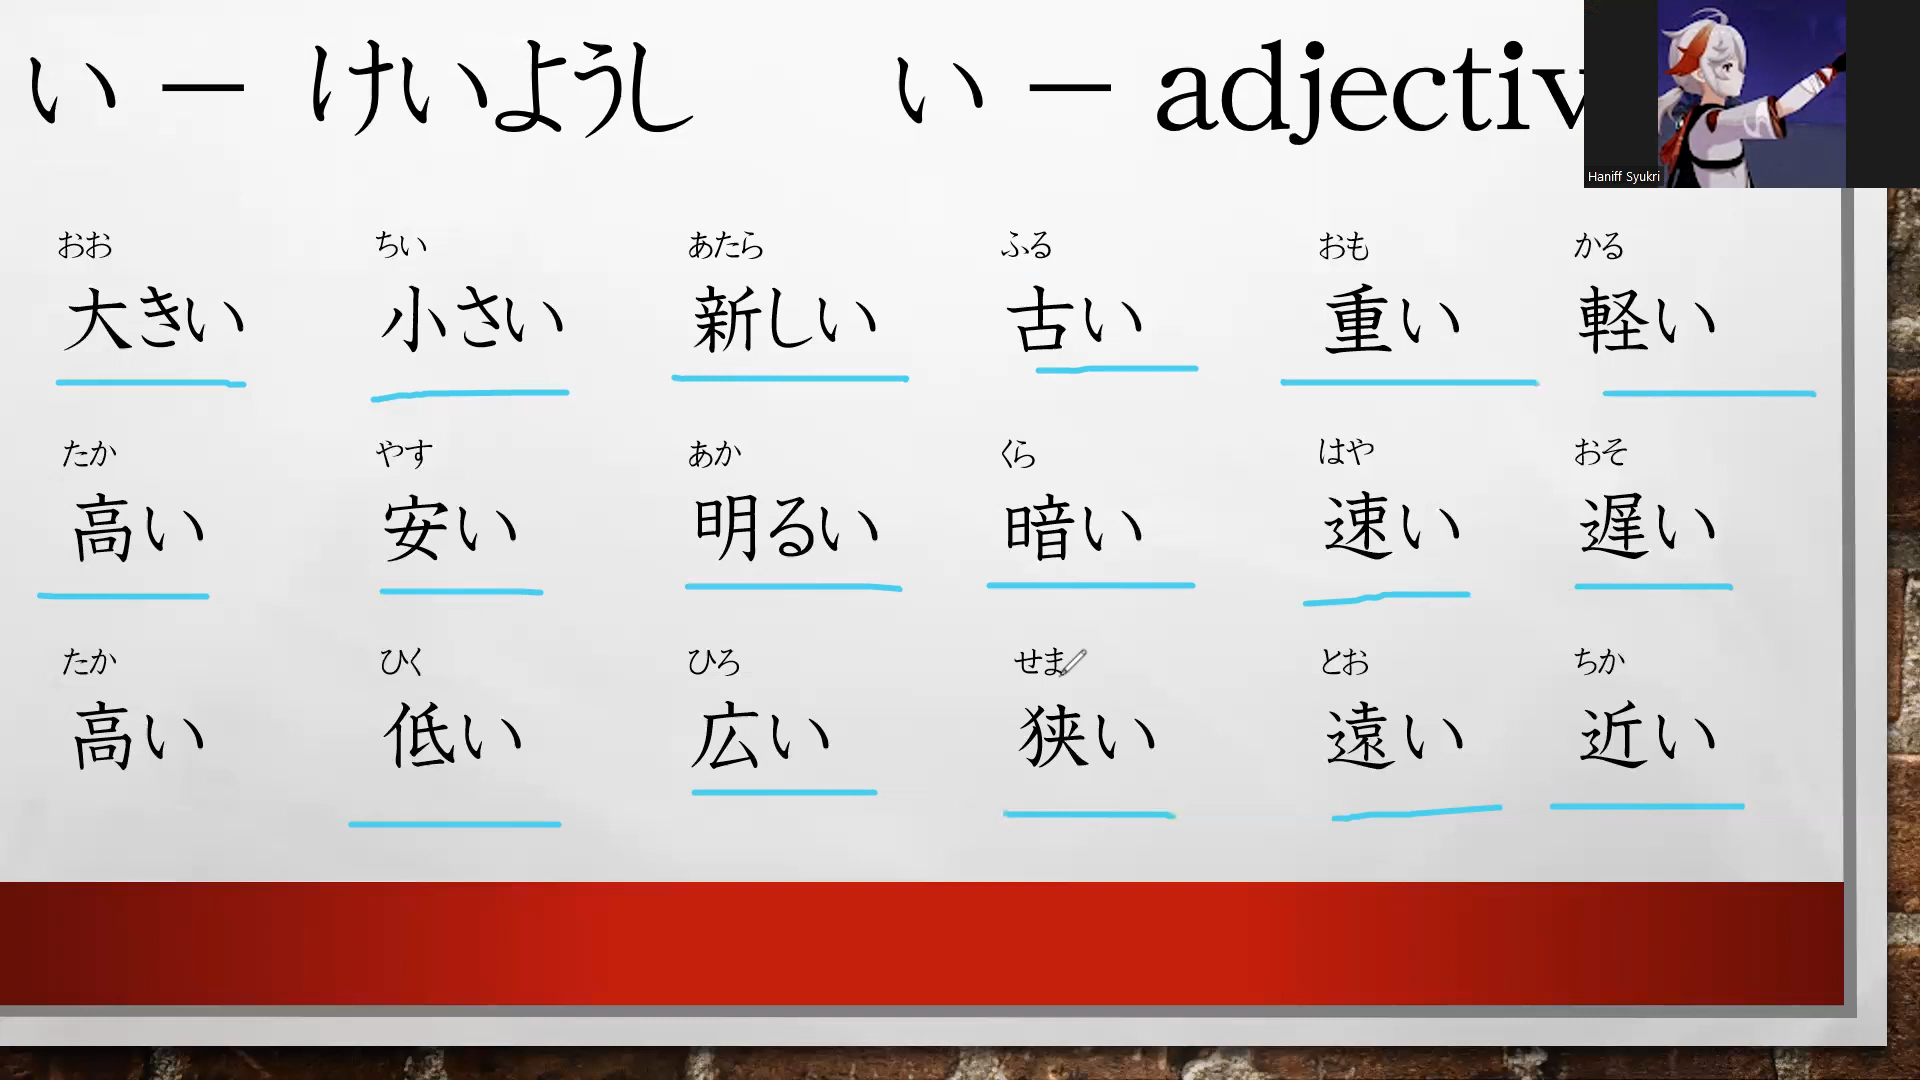 い － けいようし い － adjectiv
Haniff Syukri
おお ちい あたら ふる おも かる
大きい 小さい 新しい 古い 重い 軽い
たか やす あか くら はや おそ
高い 安い 明るい 暗い 速い 遅い
たか ひく ひろ せま とお ちか
高い 低い 広い 狭い 遠い 近い